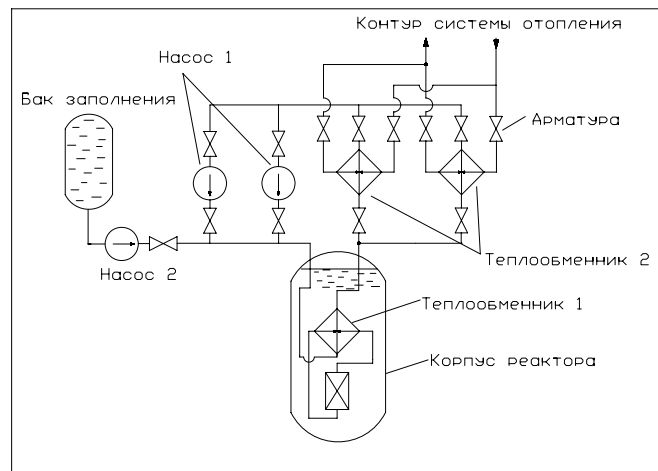 Контур системы отопления
Насос 1
Бак заполнения
Арматура
Насос 2
Теплообменник 2
Теплообменник 1
Корпус реактора